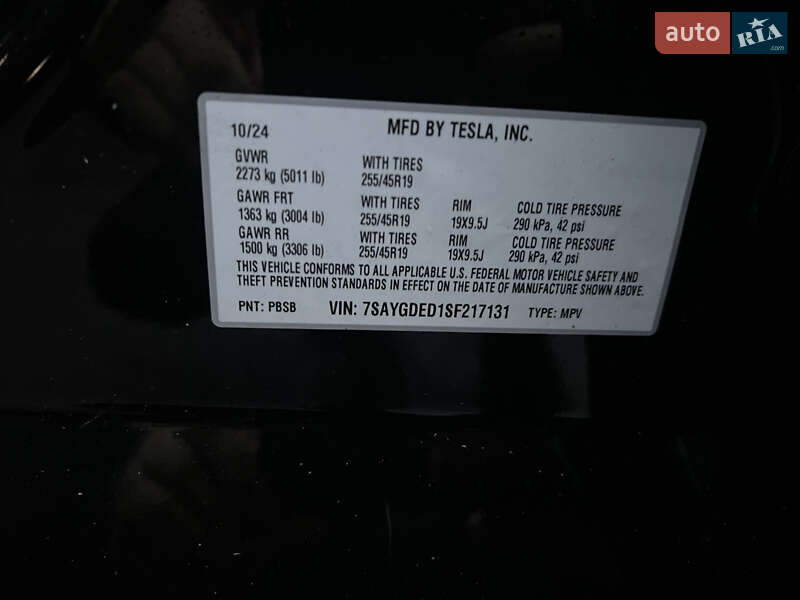 auto RIA.com
10/24 MFD BY TESLA, INC.
GVWR WITH TIRES
2273 kg (5011 lb) 255/45R19
GAWR FRT WITH TIRES RIM COLD TIRE PRESSURE
1363 kg (3004 lb) 255/45R19 19X9.5J 290 kPa, 42 psi
GAWR RR WITH TIRES RIM COLD TIRE PRESSURE
1500 kg (3306 lb) 255/45R19 19X9.5J 290 kPa, 42 psi
THIS VEHICLE CONFORMS TO ALL APPLICABLE U.S. FEDERAL MOTOR VEHICLE SAFETY AND
THEFT PREVENTION STANDARDS IN EFFECT ON THE DATE OF MANUFACTURE SHOWN ABOVE.
PNT: PBSB VIN: 7SAYGDED1SF217131 TYPE: MPV